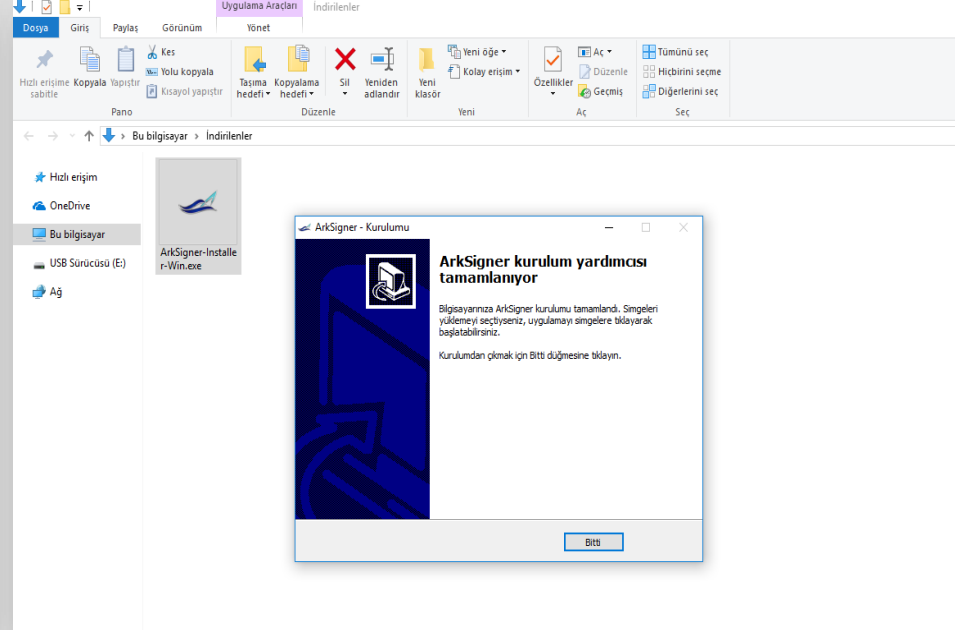 Uygulama Araçları
İndirilenler
Dosya
Giriş
Paylaş
Görünüm
Yönet
Hızlı erişime
sabitle
Kopyala
Yapıştır
Kes
Yolu kopyala
Kısayol yapıştır
Pano
Taşıma
hedefi
Kopyalama
hedefi
Sil
Yeniden
adlandır
Düzenle
Yeni
klasör
Yeni öğe
Kolay erişim
Yeni
Özellikler
Aç
Düzenle
Geçmiş
Aç
Tümünü seç
Hiçbirini seçme
Diğerlerini seç
Seç
Bu bilgisayar › İndirilenler
Hızlı erişim
OneDrive
Bu bilgisayar
USB Sürücüsü (E:)
Ağ
ArkSigner-Installe
r-Win.exe
ArkSigner - Kurulumu
ArkSigner kurulum yardımcısı
tamamlanıyor
Bilgisayarınıza ArkSigner kurulumu tamamlandı. Simgeleri
yüklemeyi seçtiyseniz, uygulamayı simgelere tıklayarak
başlatabilirsiniz.
Kurulumdan çıkmak için Bitti düğmesine tıklayın.
Bitti